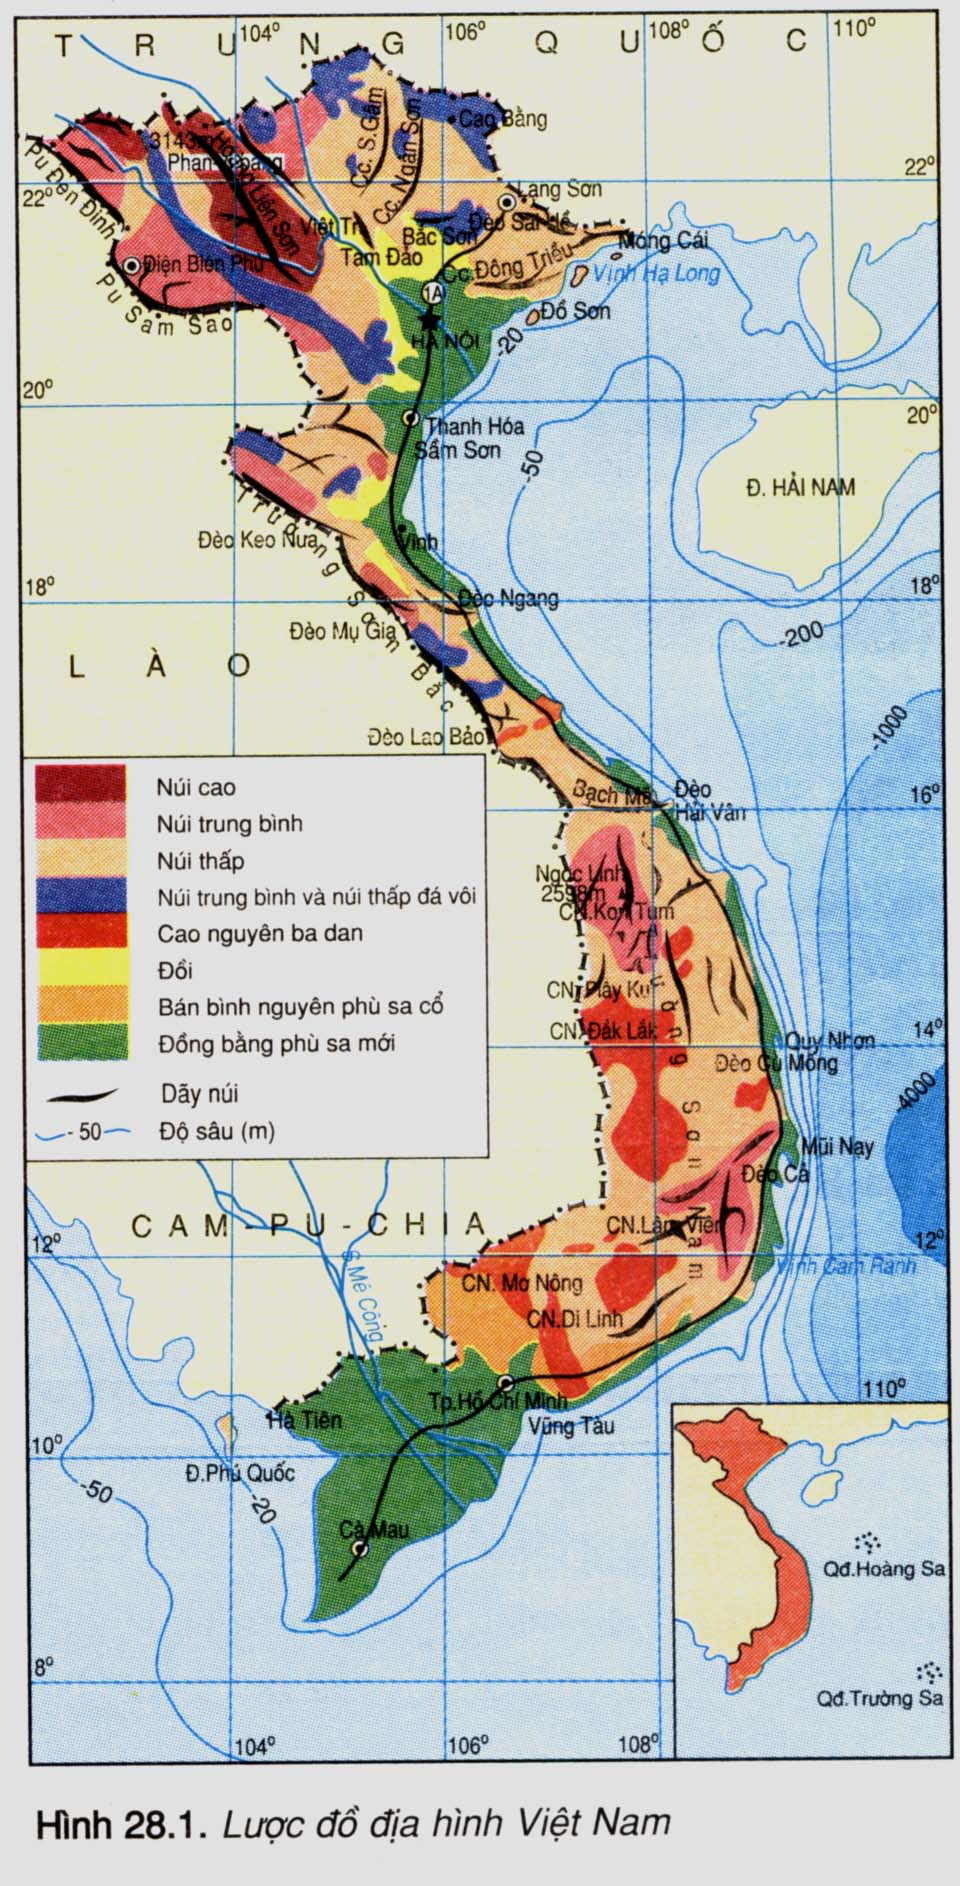 TRUNG QUỐC
104°
106°
108°
110°
Cao Bằng
Cc. S.Gâm
Cc. Ngân Sơn
3143m
Hoàng Liên Sơn
Pu Đen Đinh
22°
22°
Lạng Sơn
Việt Trì
Bắc Sơn
Móng Cái
Tam Đảo
Cc.Đông Triều
Vịnh Hạ Long
Điện Biên Phủ
1A
Pu Sam Sao
Đồ Sơn
HÀ NỘI
-20
20°
20°
Thanh Hóa
Sầm Sơn
-50
Đ. HẢI NAM
Trường Sơn Bắc
Đèo Keo Nưa
Vinh
18°
18°
Đèo Ngang
Đèo Mụ Giạ
-200
LÀO
-1000
Đèo Lao Bảo
Bạch Mã
Đèo
Hải Vân
16°
Núi cao
Núi trung bình
Núi thấp
Núi trung bình và núi thấp đá vôi
Cao nguyên ba dan
Đồi
Bán bình nguyên phù sa cổ
Đồng bằng phù sa mới
Dãy núi
- 50 -
Độ sâu (m)
Ngọc Linh
2598m
CN.Kon Tum
CN. Plây Ku
CN. Đắk Lắk
Sơn Nam
14°
Quy Nhơn
Đèo Cù Mông
-4000
Mũi Nay
Đèo Cả
CAM-PU-CHIA
CN.Lâm Viên
12°
12°
Vịnh Cam Ranh
S.Mê Công
CN. Mơ Nông
CN.Di Linh
110°
Tp.Hồ Chí Minh
Hà Tiên
Vũng Tàu
10°
Đ.Phú Quốc
-50
-20
Cà Mau
Qđ.Hoàng Sa
Qđ.Trường Sa
8°
104°
106°
108°
Hình 28.1. Lược đồ địa hình Việt Nam